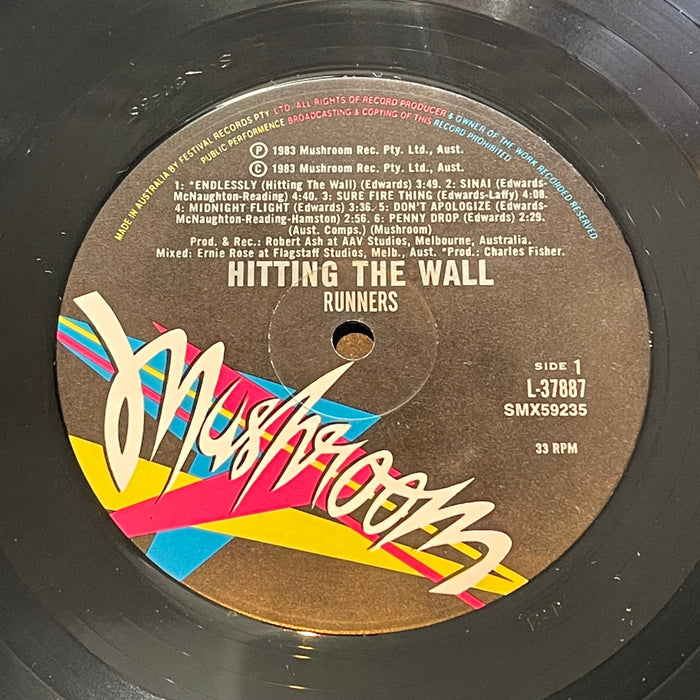 MADE IN AUSTRALIA BY FESTIVAL RECORDS PTY. LTD. ALL RIGHTS OF RECORD PRODUCER & OWNER OF THE WORK RECORDED RESERVED
PUBLIC PERFORMENCE. BROADCASTING & COPYING OF THIS RECORD PROHIBITED
Ⓟ 1983 Mushroom Rec. Pty. Ltd., Aust.
© 1983 Mushroom Rec. Pty. Ltd., Aust.
1: *ENDLESSLY (Hitting The Wall) (Edwards) 3:49. 2: SINAI (Edwards-
McNaughton-Reading) 4:40. 3: SURE FIRE THING (Edwards-Laffy) 4:08.
4: MIDNIGHT FLIGHT (Edwards) 3:36. 5: DON'T APOLOGIZE (Edwards-
McNaughton-Reading-Hamston) 2:56. 6: PENNY DROP (Edwards) 2:29.
(Aust. Comps.) (Mushroom)
Prod. & Rec.: Robert Ash at AAV Studios, Melbourne, Australia.
Mixed: Ernie Rose at Flagstaff Studios, Melb., Aust. *Prod.: Charles Fisher.
HITTING THE WALL
RUNNERS
SIDE 1
L-37887
SMX59235
33 RPM
Mushroom